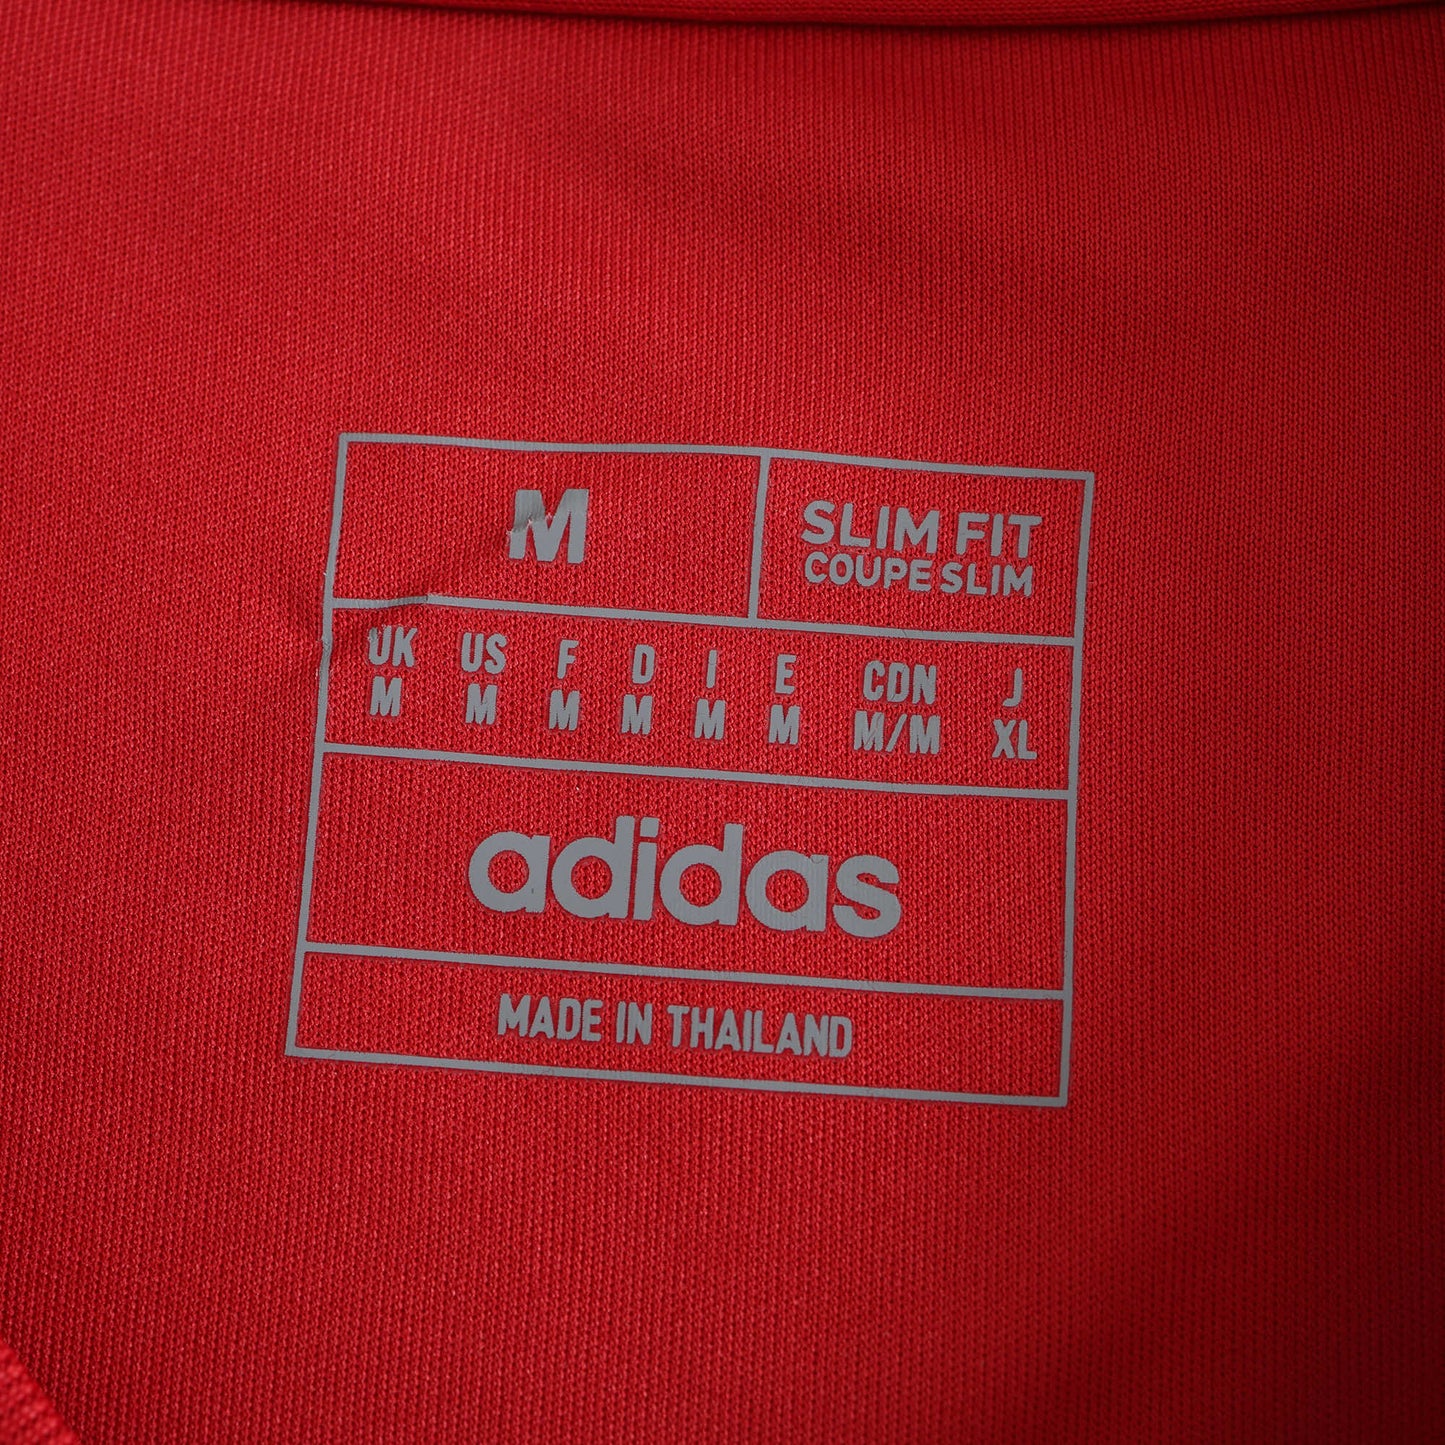 M
SLIM FIT
COUPE SLIM
UK US F D I E CDN J
M M M M M M M/M XL
adidas
MADE IN THAILAND